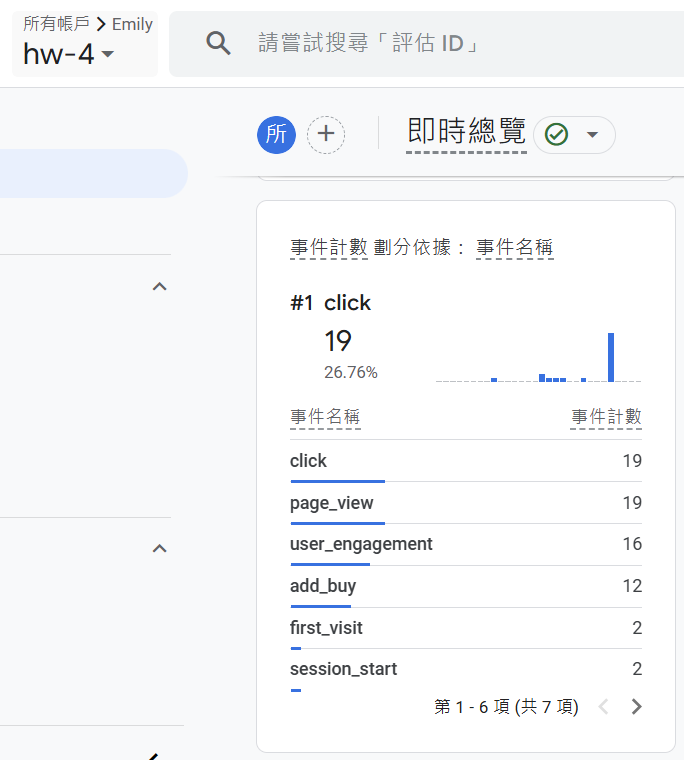 所有帳戶 > Emily
hw-4
請嘗試搜尋「評估 ID」
所
即時總覽
事件計數 劃分依據：事件名稱
#1 click
19
26.76%
事件名稱 事件計數
click 19
page_view 19
user_engagement 16
add_buy 12
first_visit 2
session_start 2
第 1 - 6 項 (共 7 項)